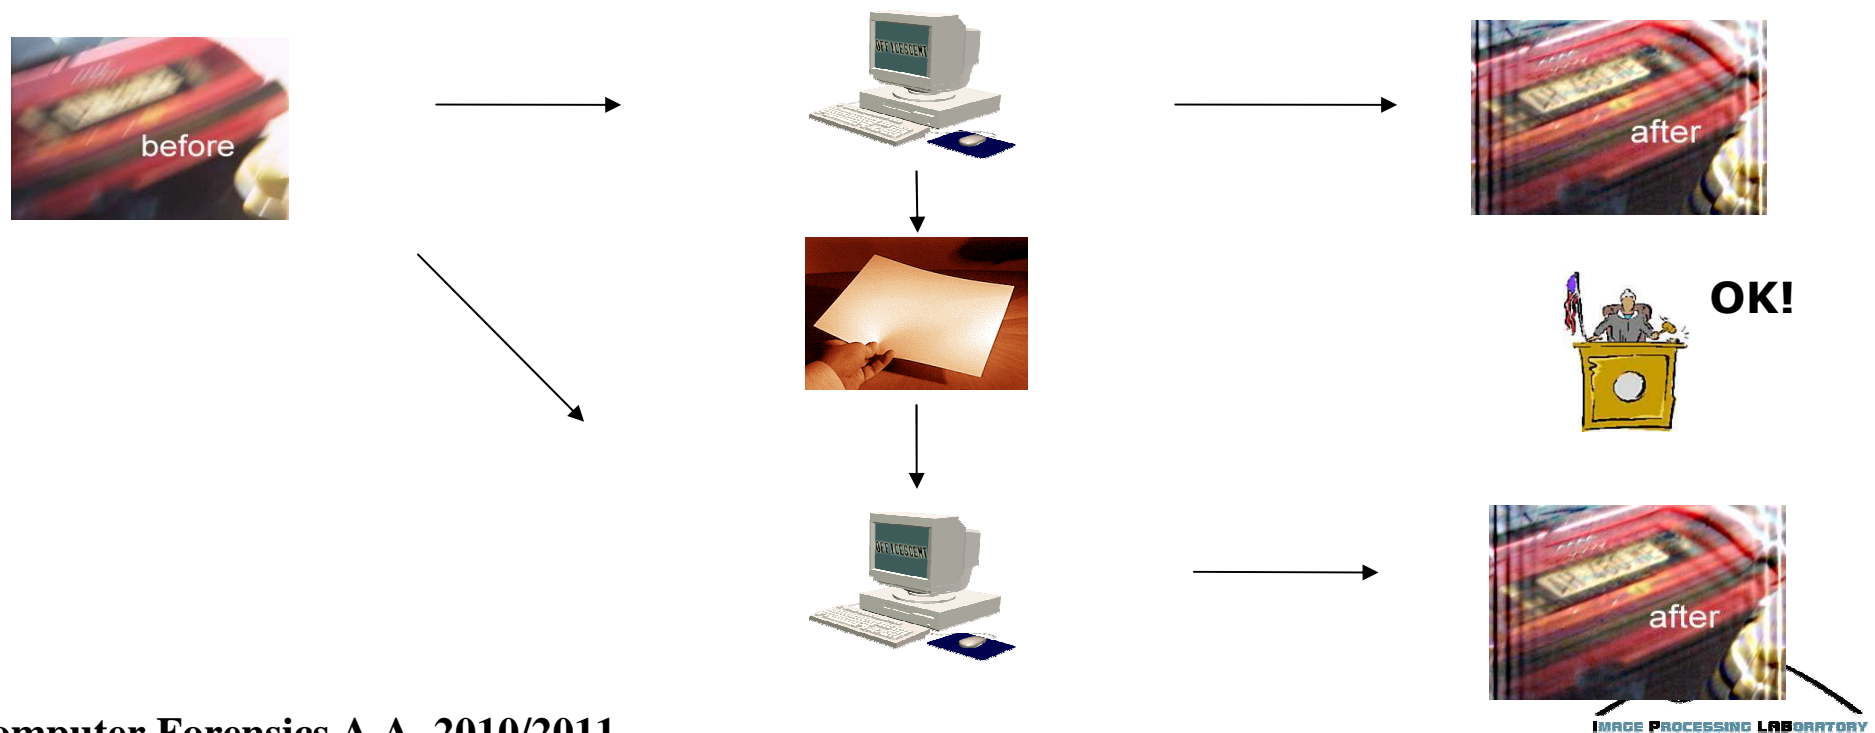 OFFICESCENT
before
after
OK!
OFFICESCENT
after
omputer Forensics A.A. 2010/2011
IMAGE PROCESSING LABORATORY